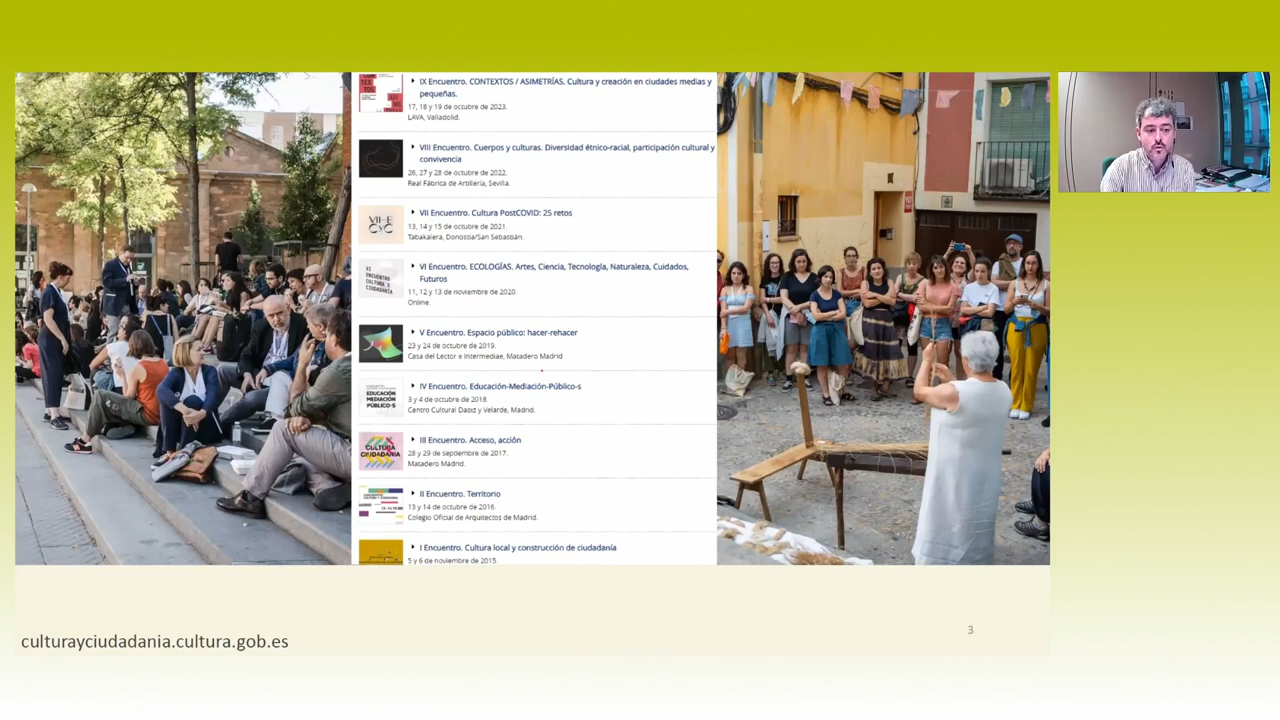 IX Encuentro. CONTEXTOS / ASIMETRÍAS. Cultura y creación en ciudades medias y
pequeñas.
17, 18 y 19 de octubre de 2023.
LAVA, Valladolid.
VIII Encuentro. Cuerpos y culturas. Diversidad étnico-racial, participación cultural y
convivencia
26, 27 y 28 de octubre de 2022.
Real Fábrica de Artillería, Sevilla.
VII Encuentro. Cultura PostCOVID: 25 retos
13, 14 y 15 de octubre de 2021.
Tabakalera, Donostia/San Sebastián.
VI Encuentro. ECOLOGÍAS. Artes, Ciencia, Tecnología, Naturaleza, Cuidados,
Futuros
11, 12 y 13 de noviembre de 2020.
Online.
V Encuentro. Espacio público: hacer-rehacer
23 y 24 de octubre de 2019.
Casa del Lector e Intermediae, Matadero Madrid
IV Encuentro. Educación-Mediación-Público-s
3 y 4 de octubre de 2018.
Centro Cultural Daoiz y Velarde, Madrid.
EDUCACIÓN
MEDIACIÓN
PÚBLICO-S
III Encuentro. Acceso, acción
28 y 29 de septiembre de 2017.
Matadero Madrid.
CULTURA
CIUDADANÍA
II Encuentro. Territorio
13 y 14 de octubre de 2016.
Colegio Oficial de Arquitectos de Madrid.
I Encuentro. Cultura local y construcción de ciudadanía
5 y 6 de noviembre de 2015.
culturayciudadania.cultura.gob.es
3